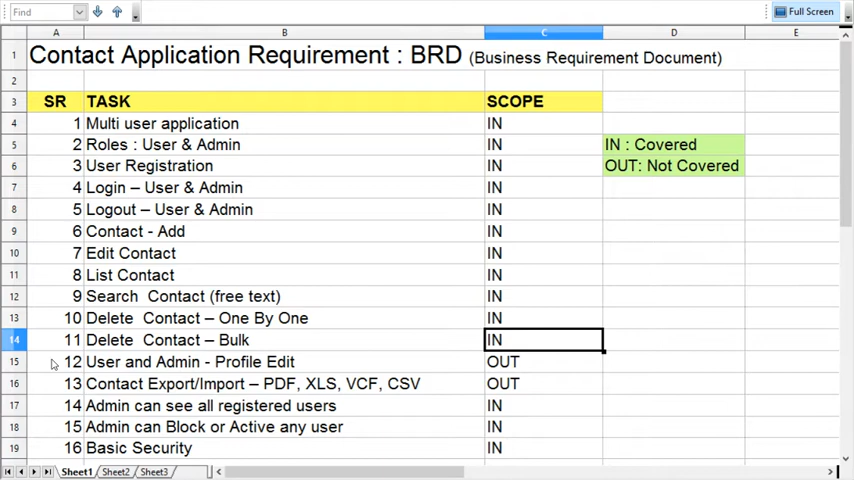 Find
Full Screen
A B C D E
1 Contact Application Requirement : BRD (Business Requirement Document)
2
3 SR TASK SCOPE
4 1 Multi user application IN
5 2 Roles : User & Admin IN IN : Covered
6 3 User Registration IN OUT: Not Covered
7 4 Login – User & Admin IN
8 5 Logout – User & Admin IN
9 6 Contact - Add IN
10 7 Edit Contact IN
11 8 List Contact IN
12 9 Search Contact (free text) IN
13 10 Delete Contact – One By One IN
14 11 Delete Contact – Bulk IN
15 12 User and Admin - Profile Edit OUT
16 13 Contact Export/Import – PDF, XLS, VCF, CSV OUT
17 14 Admin can see all registered users IN
18 15 Admin can Block or Active any user IN
19 16 Basic Security IN
Sheet1 Sheet2 Sheet3